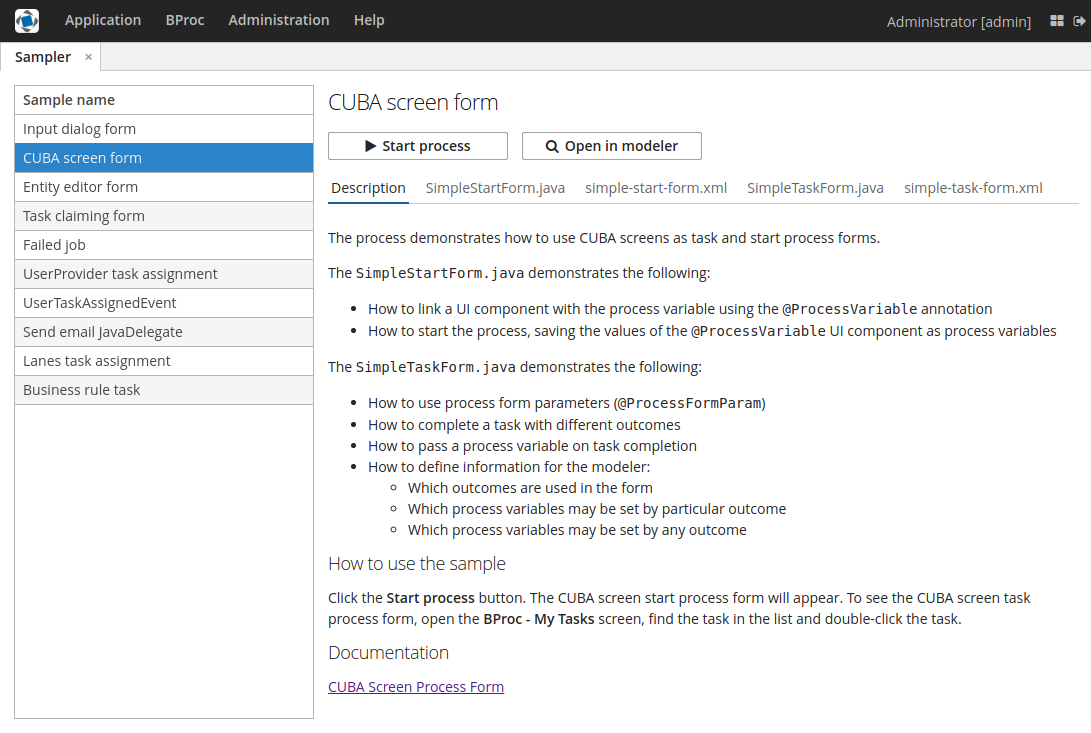 Application BProc Administration Help Administrator [admin]
Sampler ×
Sample name
Input dialog form
CUBA screen form
Entity editor form
Task claiming form
Failed job
UserProvider task assignment
UserTaskAssignedEvent
Send email JavaDelegate
Lanes task assignment
Business rule task
CUBA screen form
Start process Open in modeler
Description SimpleStartForm.java simple-start-form.xml SimpleTaskForm.java simple-task-form.xml
The process demonstrates how to use CUBA screens as task and start process forms.
The SimpleStartForm.java demonstrates the following:
• How to link a UI component with the process variable using the @ProcessVariable annotation
• How to start the process, saving the values of the @ProcessVariable UI component as process variables
The SimpleTaskForm.java demonstrates the following:
• How to use process form parameters (@ProcessFormParam)
• How to complete a task with different outcomes
• How to pass a process variable on task completion
• How to define information for the modeler:
◦ Which outcomes are used in the form
◦ Which process variables may be set by particular outcome
◦ Which process variables may be set by any outcome
How to use the sample
Click the Start process button. The CUBA screen start process form will appear. To see the CUBA screen task
process form, open the BProc - My Tasks screen, find the task in the list and double-click the task.
Documentation
CUBA Screen Process Form